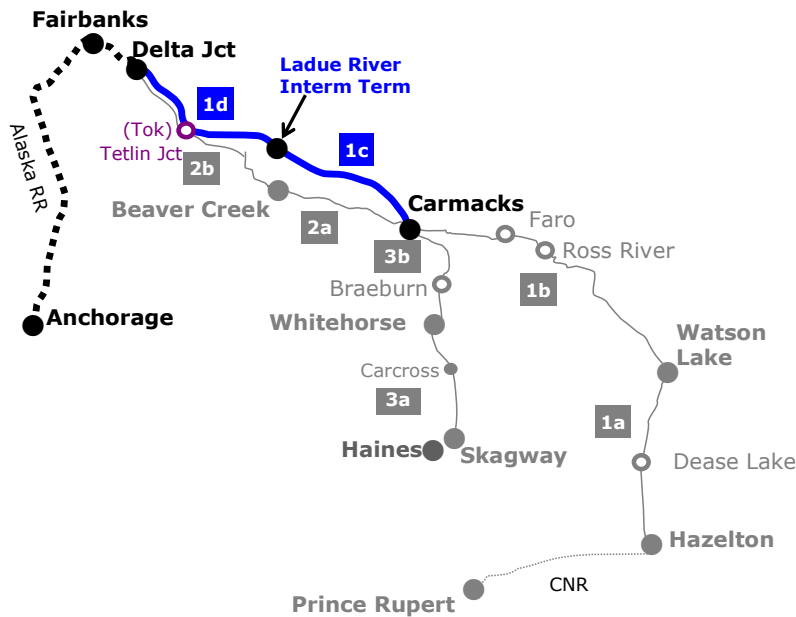 Fairbanks
Delta Jct
Ladue River
Interm Term
1d
(Tok)
Tetlin Jct
1c
2b
Alaska RR
Beaver Creek
2a
Carmacks
Faro
3b
Ross River
Braeburn
1b
Anchorage
Whitehorse
Watson
Lake
Carcross
3a
1a
Haines
Skagway
Dease Lake
Hazelton
CNR
Prince Rupert